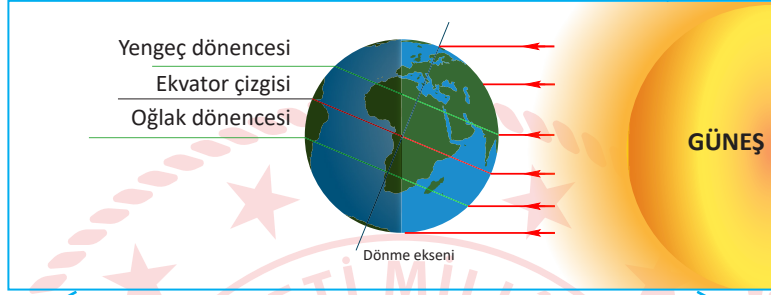 Yengeç dönencesi
Ekvator çizgisi
Oğlak dönencesi
GÜNEŞ
Dönme ekseni